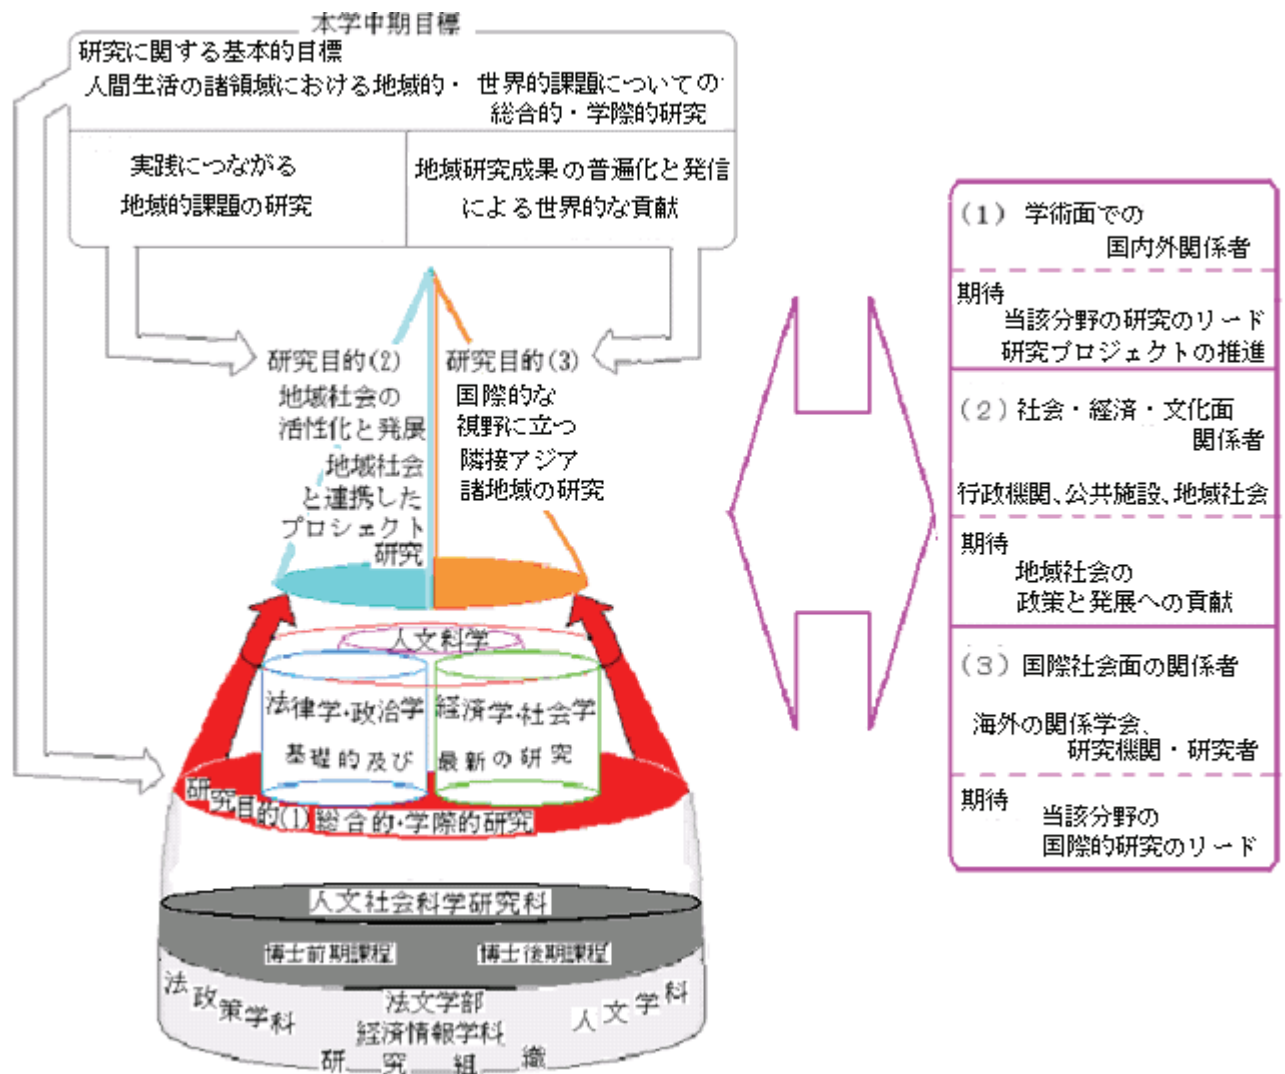 本学中期目標
研究に関する基本的目標
人間生活の諸領域における地域的・世界的課題についての
総合的・学際的研究
実践につながる
地域的課題の研究
地域研究成果の普遍化と発信
による世界的な貢献
研究目的(2)
地域社会の
活性化と発展
地域社会
と連携した
プロシェクト
研究
研究目的(3)
国際的な
視野に立つ
隣接アジア
諸地域の研究
人文科学
法律学・政治学
経済学・社会学
基礎的及び
最新の研究
研究目的(1)総合的・学際的研究
人文社会科学研究科
博士前期課程
博士後期課程
法政策学科
法文学部
経済情報学科
人文学科
研究組織
(1) 学術面での
国内外関係者
期待
当該分野の研究のリード
研究プロジェクトの推進
(2) 社会・経済・文化面
関係者
行政機関、公共施設、地域社会
期待
地域社会の
政策と発展への貢献
(3) 国際社会面の関係者
海外の関係学会、
研究機関・研究者
期待
当該分野の
国際的研究のリード